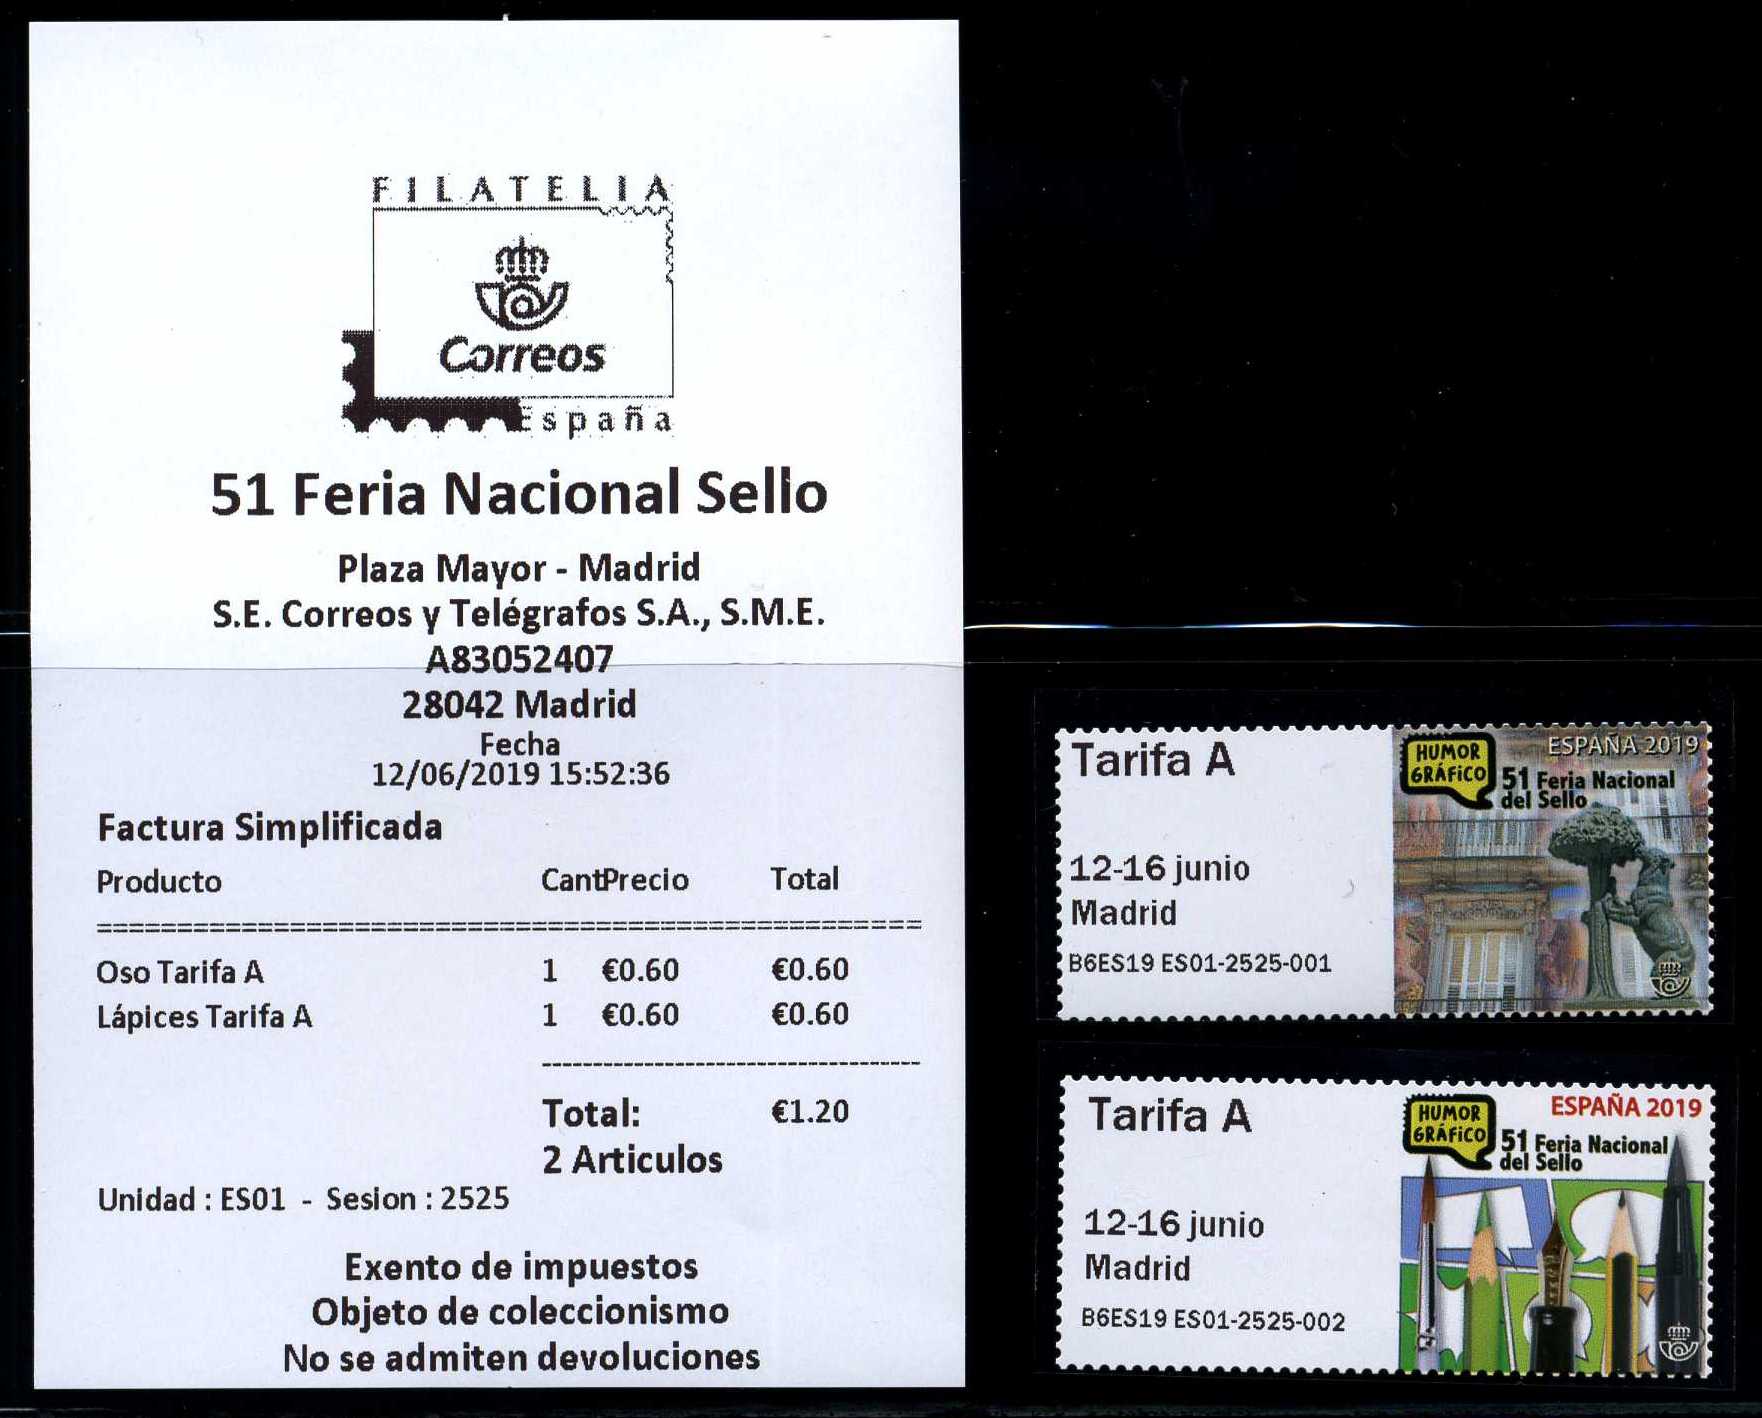 FILATELIA
Correos
España
51 Feria Nacional Sello
Plaza Mayor - Madrid
S.E. Correos y Telégrafos S.A., S.M.E.
A83052407
28042 Madrid
Fecha
12/06/2019 15:52:36
Factura Simplificada
Producto CantPrecio Total
Oso Tarifa A 1 €0.60 €0.60
Lápices Tarifa A 1 €0.60 €0.60
Total: €1.20
2 Articulos
Unidad : ES01 - Sesion : 2525
Exento de impuestos
Objeto de coleccionismo
No se admiten devoluciones
Tarifa A
12-16 junio
Madrid
B6ES19 ES01-2525-001
HUMOR
GRÁFiCO
ESPAÑA 2019
51 Feria Nacional
del Sello
Tarifa A
12-16 junio
Madrid
B6ES19 ES01-2525-002
HUMOR
GRÁFiCO
ESPAÑA 2019
51 Feria Nacional
del Sello